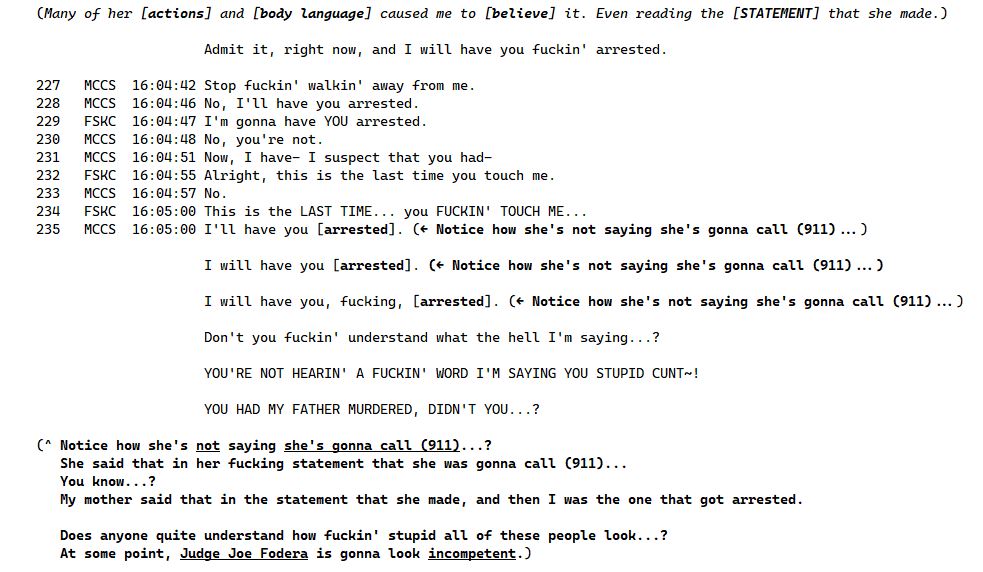 (Many of her [actions] and [body language] caused me to [believe] it. Even reading the [STATEMENT] that she made.)
Admit it, right now, and I will have you fuckin' arrested.
227 MCCS 16:04:42 Stop fuckin' walkin' away from me.
228 MCCS 16:04:46 No, I'll have you arrested.
229 FSKC 16:04:47 I'm gonna have YOU arrested.
230 MCCS 16:04:48 No, you're not.
231 MCCS 16:04:51 Now, I have– I suspect that you had–
232 FSKC 16:04:55 Alright, this is the last time you touch me.
233 MCCS 16:04:57 No.
234 FSKC 16:05:00 This is the LAST TIME... you FUCKIN' TOUCH ME...
235 MCCS 16:05:00 I'll have you [arrested]. (← Notice how she's not saying she's gonna call (911)...)
I will have you [arrested]. (← Notice how she's not saying she's gonna call (911)...)
I will have you, fucking, [arrested]. (← Notice how she's not saying she's gonna call (911)...)
Don't you fuckin' understand what the hell I'm saying...?
YOU'RE NOT HEARIN' A FUCKIN' WORD I'M SAYING YOU STUPID CUNT~!
YOU HAD MY FATHER MURDERED, DIDN'T YOU...?
(^ Notice how she's not saying she's gonna call (911)...?
She said that in her fucking statement that she was gonna call (911)...
You know...?
My mother said that in the statement that she made, and then I was the one that got arrested.
Does anyone quite understand how fuckin' stupid all of these people look...?
At some point, Judge Joe Fodera is gonna look incompetent.)